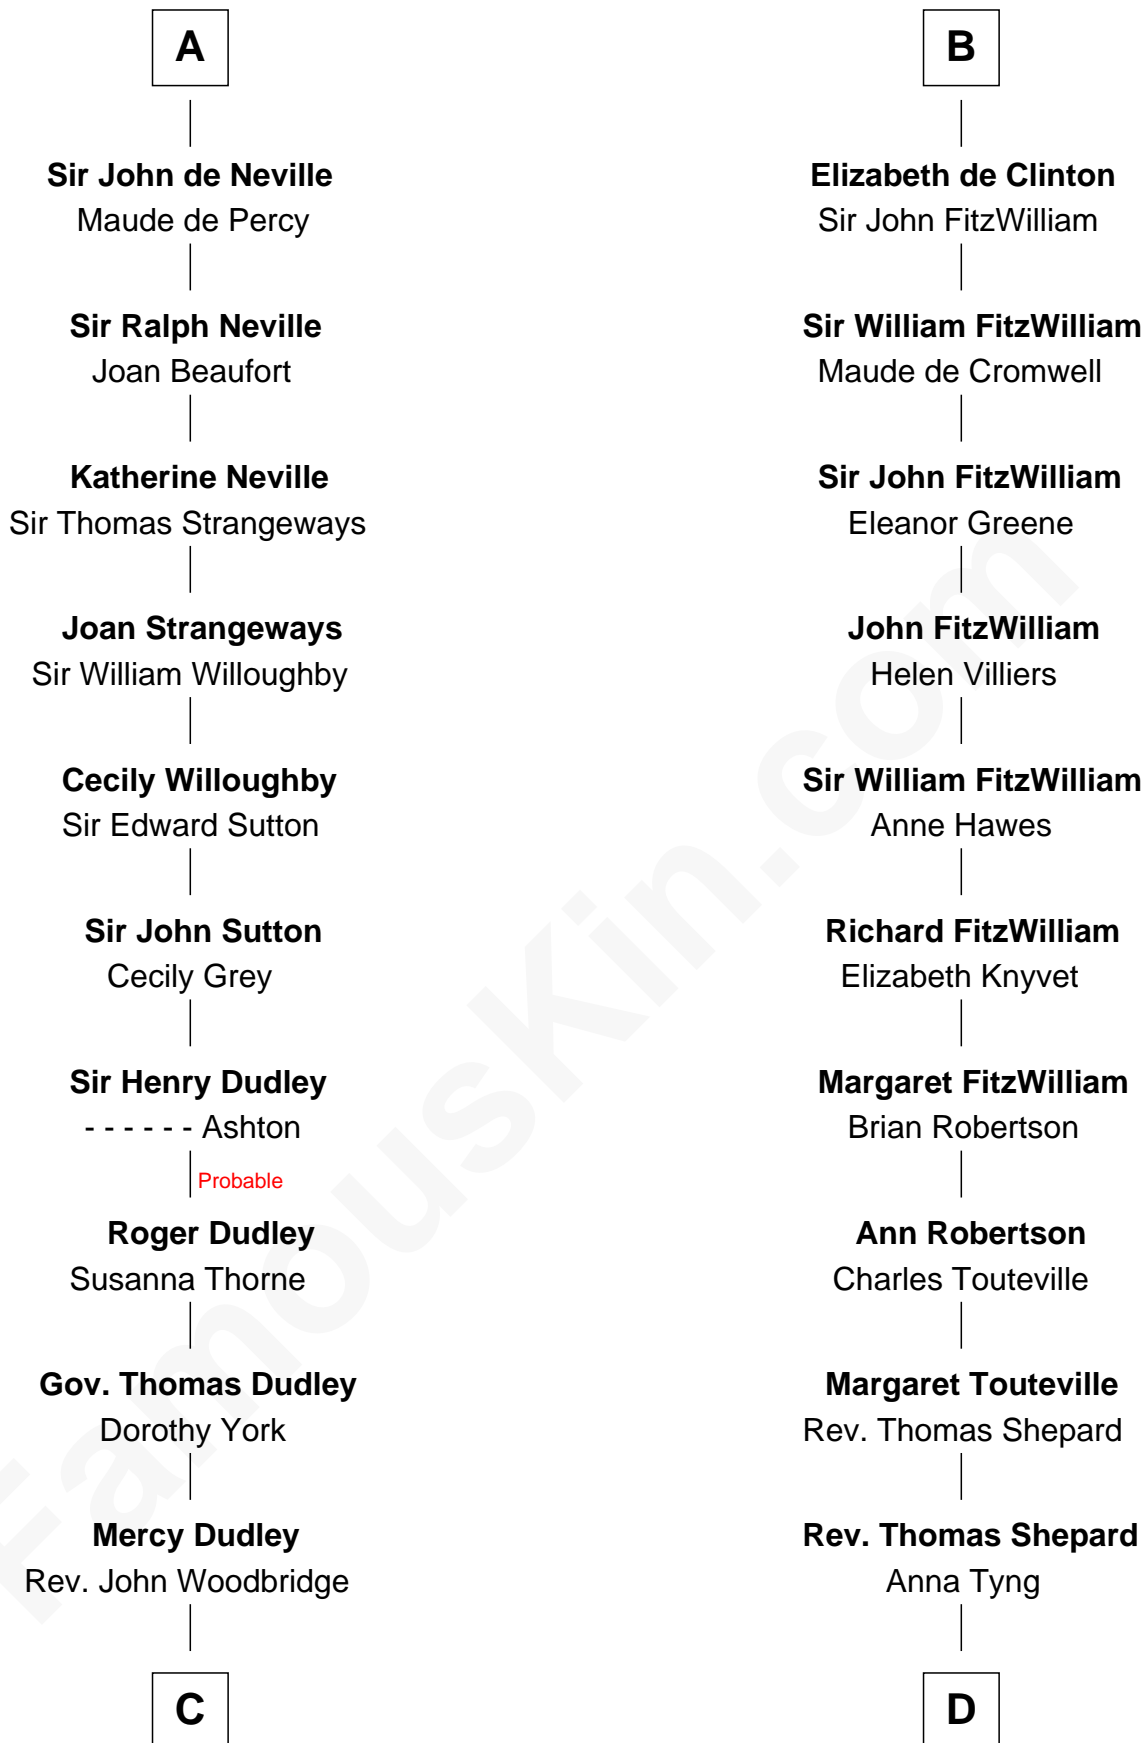 A
Sir John de Neville
Maude de Percy
Sir Ralph Neville
Joan Beaufort
Katherine Neville
Sir Thomas Strangeways
Joan Strangeways
Sir William Willoughby
Cecily Willoughby
Sir Edward Sutton
Sir John Sutton
Cecily Grey
Sir Henry Dudley
- - - - - - Ashton
Probable
Roger Dudley
Susanna Thorne
Gov. Thomas Dudley
Dorothy York
Mercy Dudley
Rev. John Woodbridge
C
B
Elizabeth de Clinton
Sir John FitzWilliam
Sir William FitzWilliam
Maude de Cromwell
Sir John FitzWilliam
Eleanor Greene
John FitzWilliam
Helen Villiers
Sir William FitzWilliam
Anne Hawes
Richard FitzWilliam
Elizabeth Knyvet
Margaret FitzWilliam
Brian Robertson
Ann Robertson
Charles Touteville
Margaret Touteville
Rev. Thomas Shepard
Rev. Thomas Shepard
Anna Tyng
D
FamousKin.com